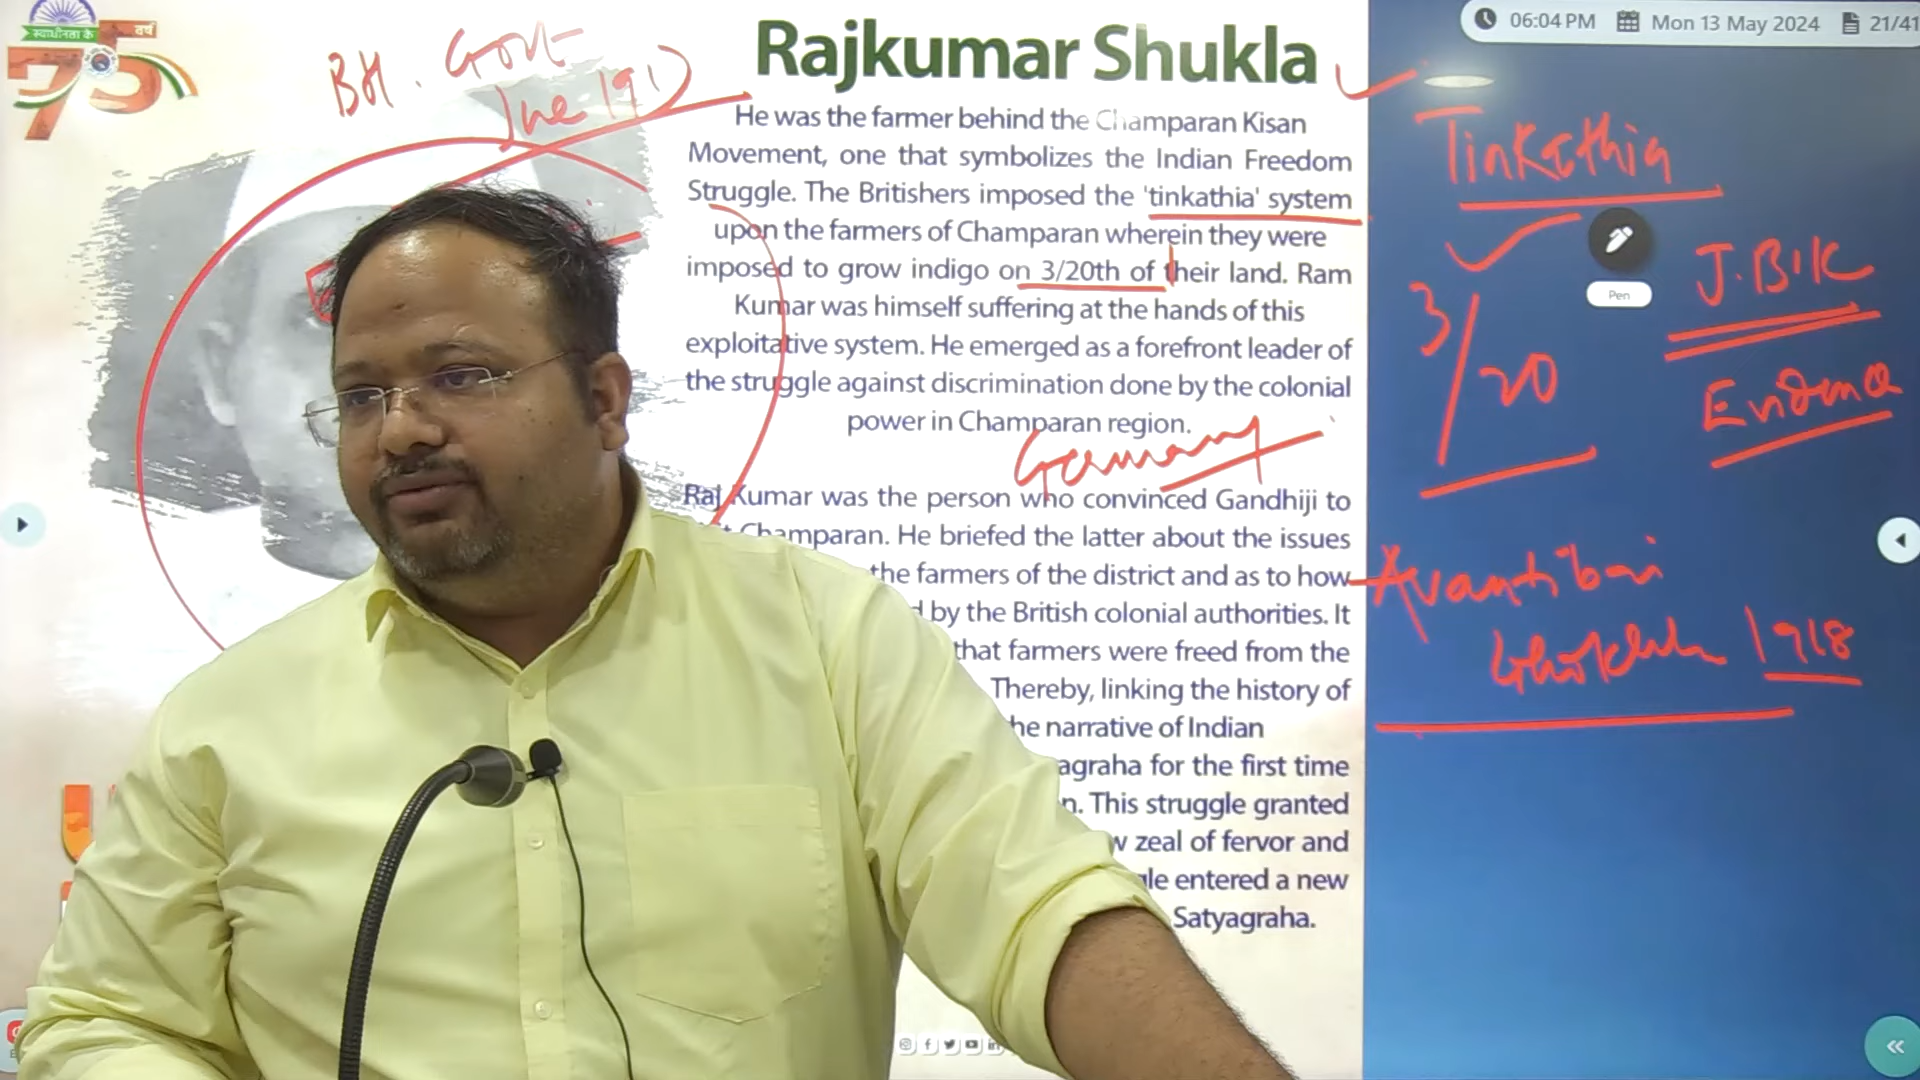 06:04 PM Mon 13 May 2024 21/41
स्वाधीनता के
वर्ष
75
BH. Govt
June 1917
Rajkumar Shukla
He was the farmer behind the Champaran Kisan
Movement, one that symbolizes the Indian Freedom
Struggle. The Britishers imposed the 'tinkathia' system
upon the farmers of Champaran wherein they were
imposed to grow indigo on 3/20th of their land. Ram
Kumar was himself suffering at the hands of this
exploitative system. He emerged as a forefront leader of
the struggle against discrimination done by the colonial
power in Champaran region.
Germany
Raj Kumar was the person who convinced Gandhiji to
Champaran. He briefed the latter about the issues
the farmers of the district and as to how
by the British colonial authorities. It
that farmers were freed from the
Thereby, linking the history of
narrative of Indian
for the first time
This struggle granted
zeal of fervor and
entered a new
Satyagraha.
Tinkathia
3/20
J.B.K
Evidence
Pen
Avantibai
Ghokhle 1918